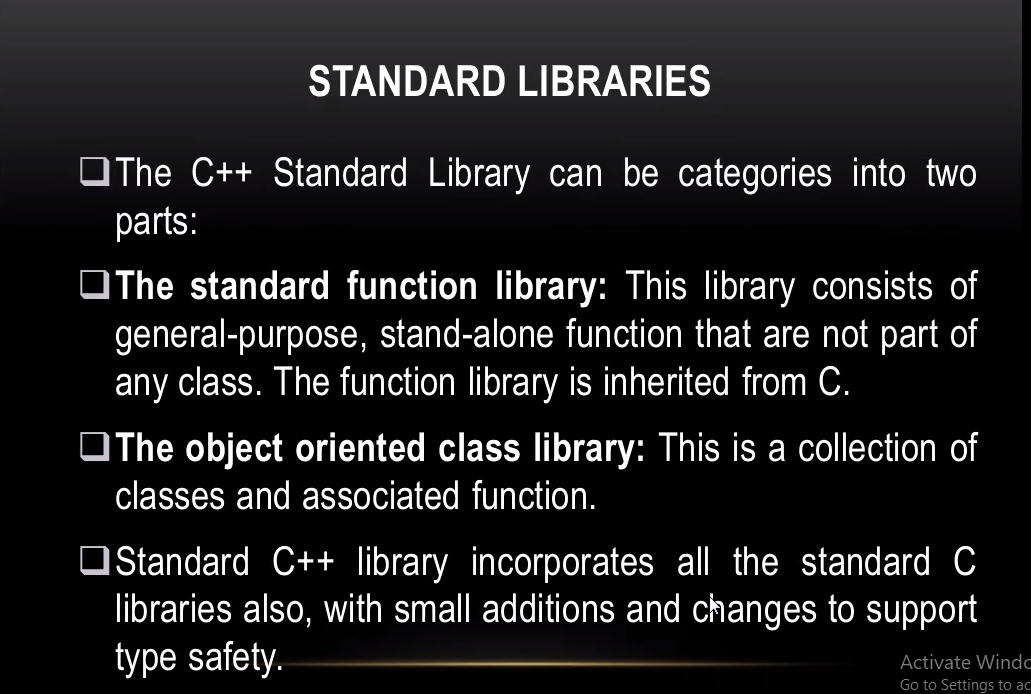 STANDARD LIBRARIES
❑The C++ Standard Library can be categories into two
parts:
❑The standard function library: This library consists of
general-purpose, stand-alone function that are not part of
any class. The function library is inherited from C.
❑The object oriented class library: This is a collection of
classes and associated function.
❑Standard C++ library incorporates all the standard C
libraries also, with small additions and changes to support
type safety.
Activate Windo
Go to Settings to ac